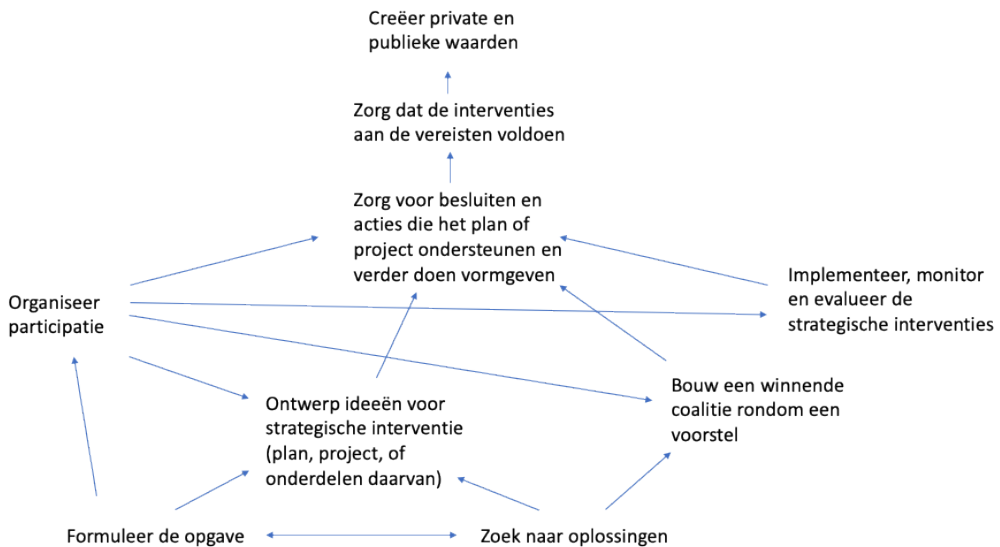 Creëer private en
publieke waarden
Zorg dat de interventies
aan de vereisten voldoen
Zorg voor besluiten en
acties die het plan of
project ondersteunen en
verder doen vormgeven
Implementeer, monitor
en evalueer de
strategische interventies
Organiseer
participatie
Bouw een winnende
coalitie rondom een
voorstel
Ontwerp ideeën voor
strategische interventie
(plan, project, of
onderdelen daarvan)
Formuleer de opgave
Zoek naar oplossingen